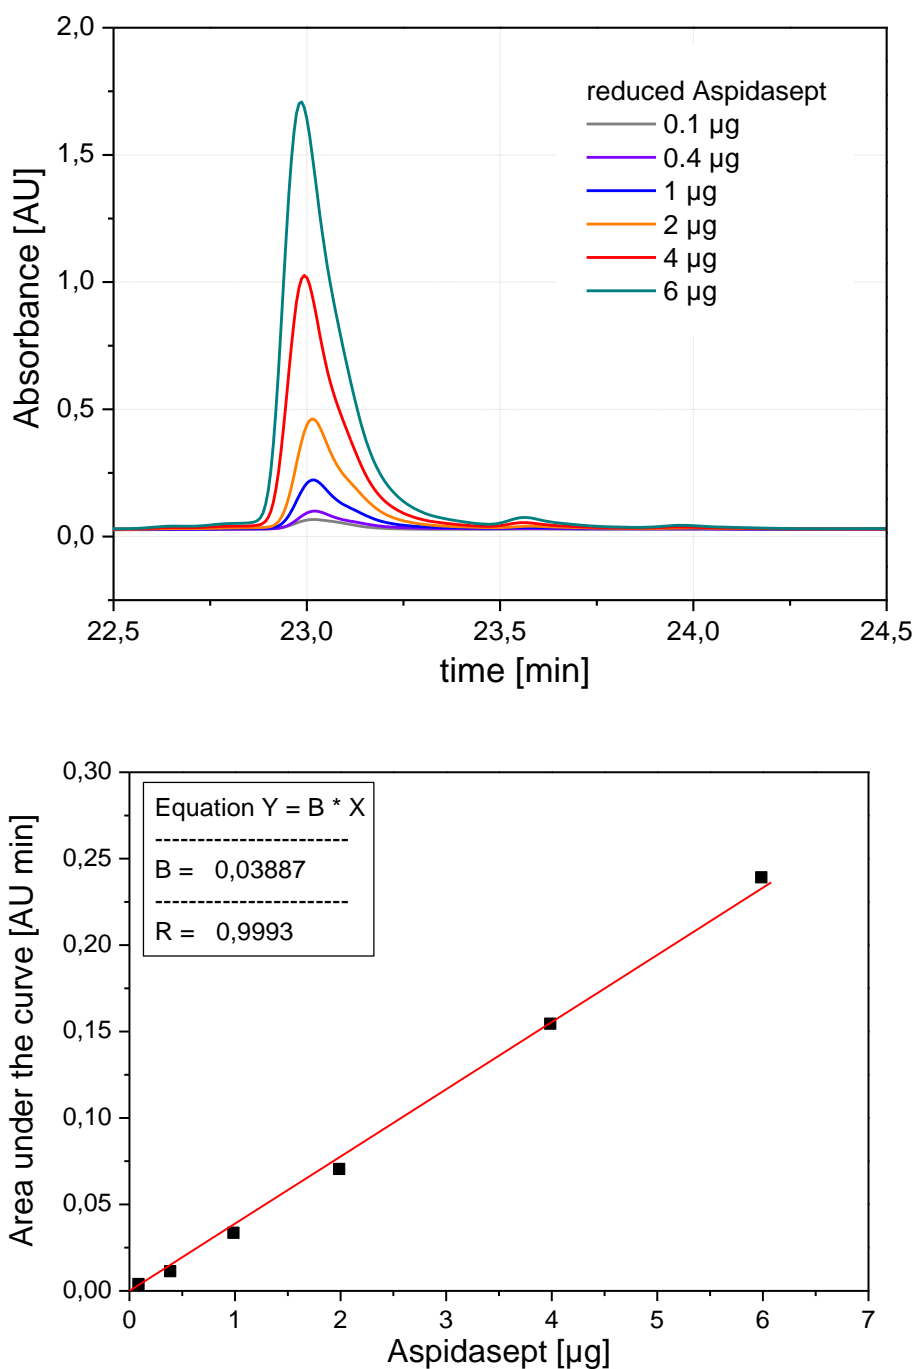 2,0
1,5
1,0
0,5
0,0
Absorbance [AU]
reduced Aspidasept
0.1 µg
0.4 µg
1 µg
2 µg
4 µg
6 µg
22,5 23,0 23,5 24,0 24,5
time [min]
0,30
0,25
0,20
0,15
0,10
0,05
0,00
Area under the curve [AU min]
Equation Y = B * X
----------------------------
B = 0,03887
----------------------------
R = 0,9993
0 1 2 3 4 5 6 7
Aspidasept [µg]